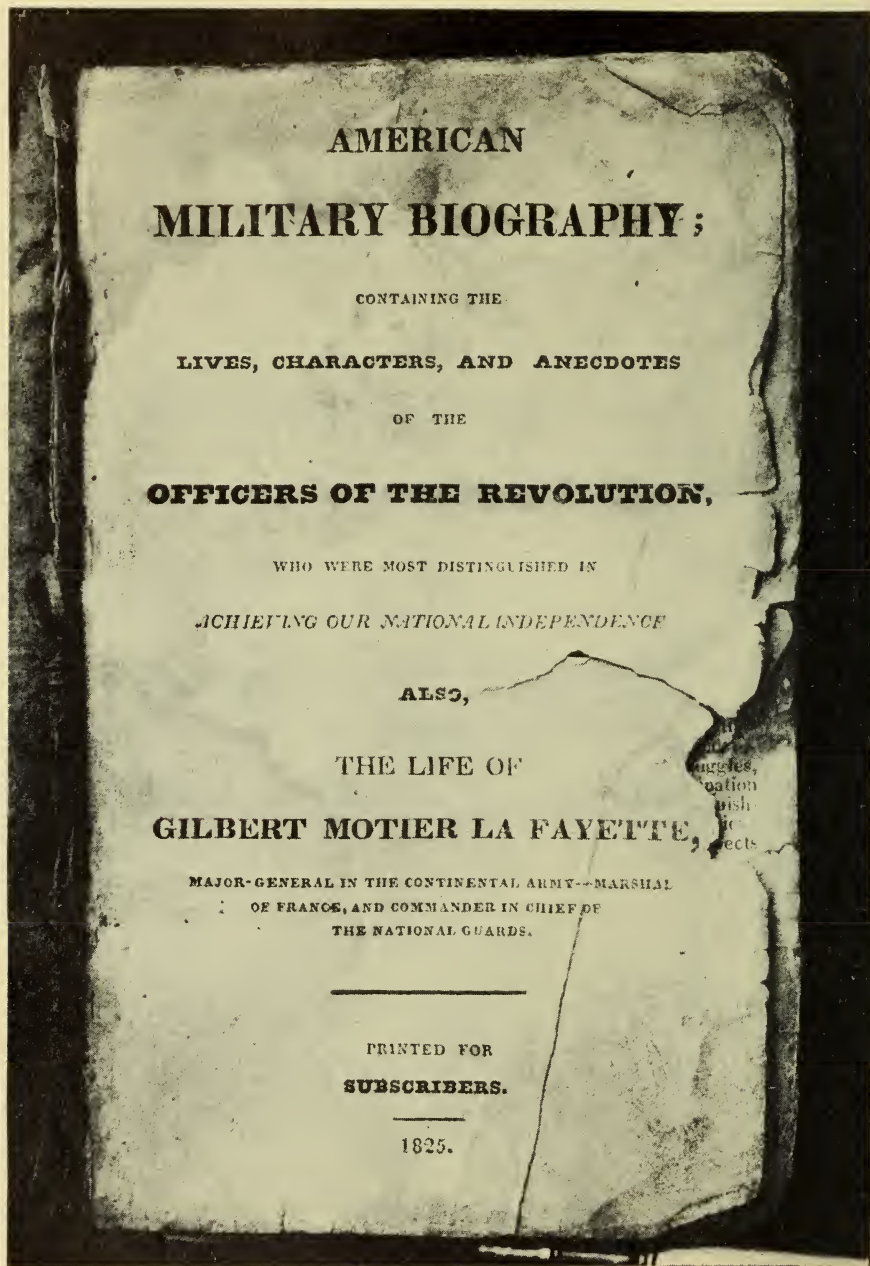 AMERICAN
MILITARY BIOGRAPHY;
CONTAINING THE
LIVES, CHARACTERS, AND ANECDOTES
OF THE
OFFICERS OF THE REVOLUTION,
WHO WERE MOST DISTINGUISHED IN
ACHIEVING OUR NATIONAL INDEPENDENCE
ALSO,
THE LIFE OF
GILBERT MOTIER LA FAYETTE,
MAJOR-GENERAL IN THE CONTINENTAL ARMY--MARSHAL
OF FRANCE, AND COMMANDER IN CHIEF OF
THE NATIONAL GUARDS.
PRINTED FOR
SUBSCRIBERS.
1825.